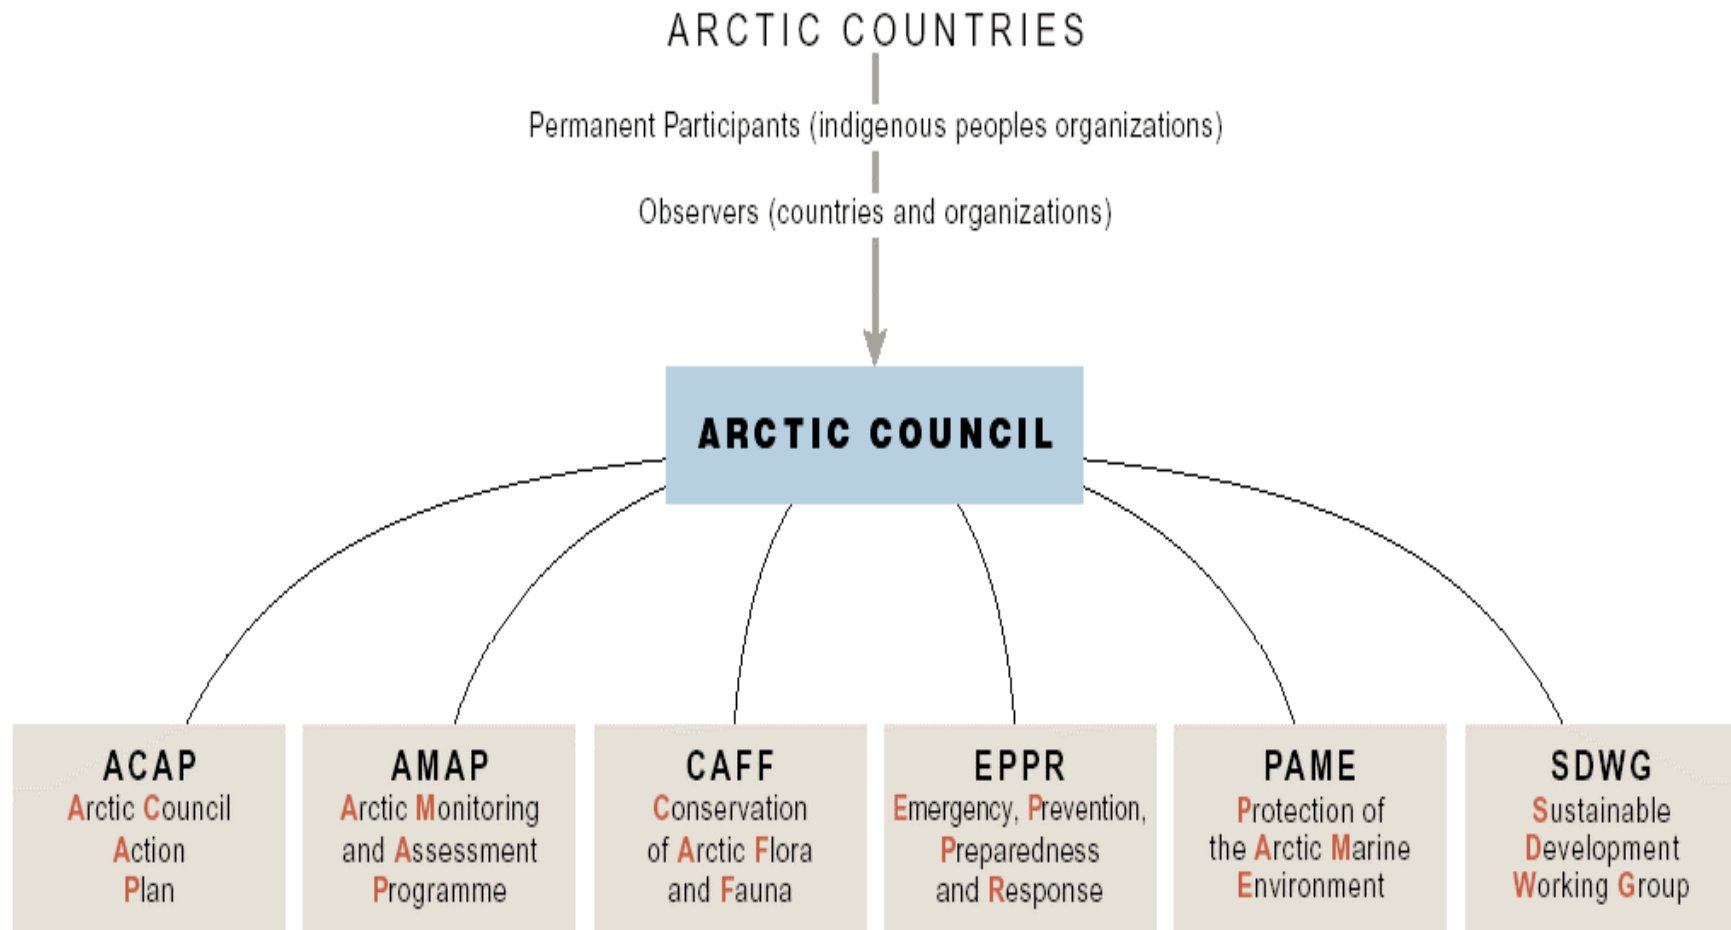 ARCTIC COUNTRIES
Permanent Participants (indigenous peoples organizations)
Observers (countries and organizations)
ARCTIC COUNCIL
ACAP
Arctic Council
Action
Plan
AMAP
Arctic Monitoring
and Assessment
Programme
CAFF
Conservation
of Arctic Flora
and Fauna
EPPR
Emergency, Prevention,
Preparedness
and Response
PAME
Protection of
the Arctic Marine
Environment
SDWG
Sustainable
Development
Working Group